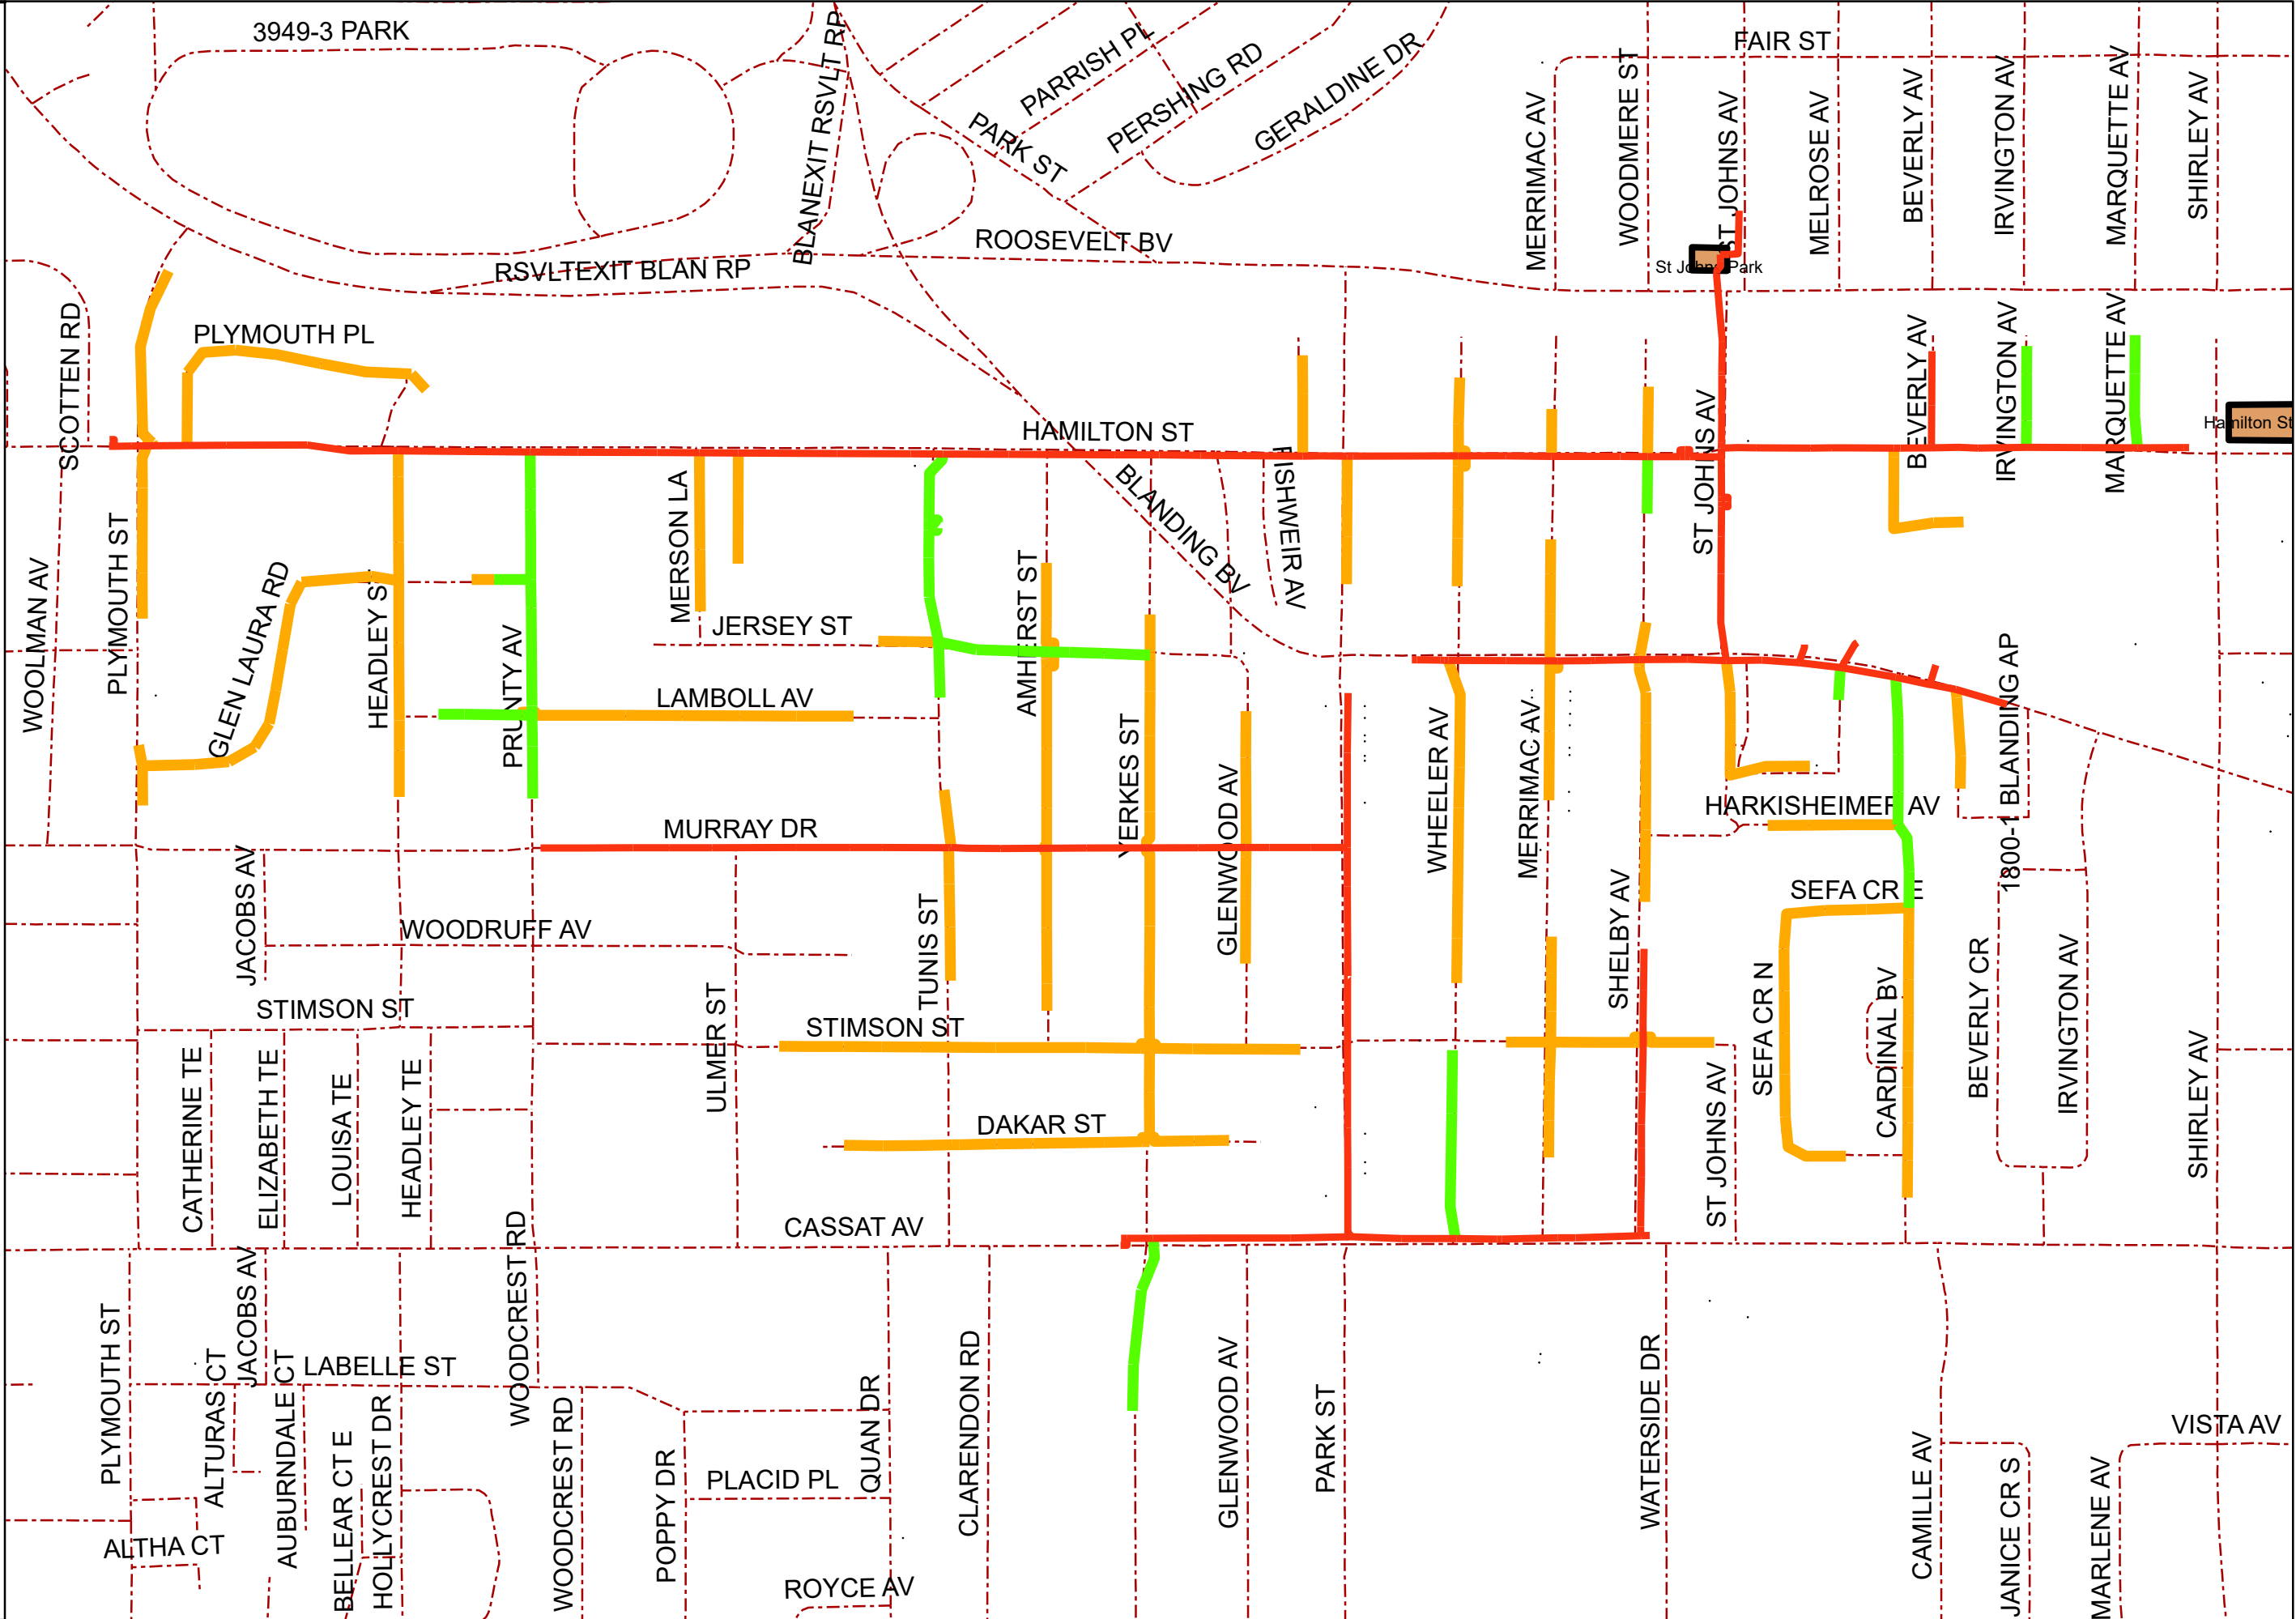 3949-3 PARK
BLANEXIT RSVLT RP
PARRISH PL
PERSHING RD
GERALDINE DR
PARK ST
FAIR ST
MERRIMAC AV
WOODMERE ST
ST JOHNS AV
MELROSE AV
BEVERLY AV
IRVINGTON AV
MARQUETTE AV
SHIRLEY AV
ROOSEVELT BV
RSVLTEXIT BLAN RP
St Johns Park
SCOTTEN RD
PLYMOUTH PL
HAMILTON ST
BEVERLY AV
IRVINGTON AV
MARQUETTE AV
Hamilton St
WOOLMAN AV
PLYMOUTH ST
GLEN LAURA RD
HEADLEY ST
PRUNTY AV
MERSON LA
JERSEY ST
LAMBOLL AV
AMHERST ST
BLANDING BV
FISHWEIR AV
ST JOHNS AV
YERKES ST
GLENWOOD AV
WHEELER AV
MERRIMAC AV
HARKISHEIMER AV
1800-1 BLANDING AP
MURRAY DR
JACOBS AV
WOODRUFF AV
TUNIS ST
SHELBY AV
SEFA CR E
SEFA CR N
CARDINAL BV
BEVERLY CR
IRVINGTON AV
SHIRLEY AV
STIMSON ST
STIMSON ST
ULMER ST
CATHERINE TE
ELIZABETH TE
LOUISA TE
HEADLEY TE
DAKAR ST
ST JOHNS AV
CASSAT AV
WOODCREST RD
PLYMOUTH ST
JACOBS AV
ALTURAS CT
AUBURNDALE CT
LABELLE ST
BELLEAR CT E
HOLLYCREST DR
WOODCREST RD
POPPY DR
PLACID PL
QUAN DR
CLARENDON RD
GLENWOOD AV
PARK ST
WATERSIDE DR
CAMILLE AV
JANICE CR S
MARLENE AV
VISTA AV
ALTHA CT
ROYCE AV